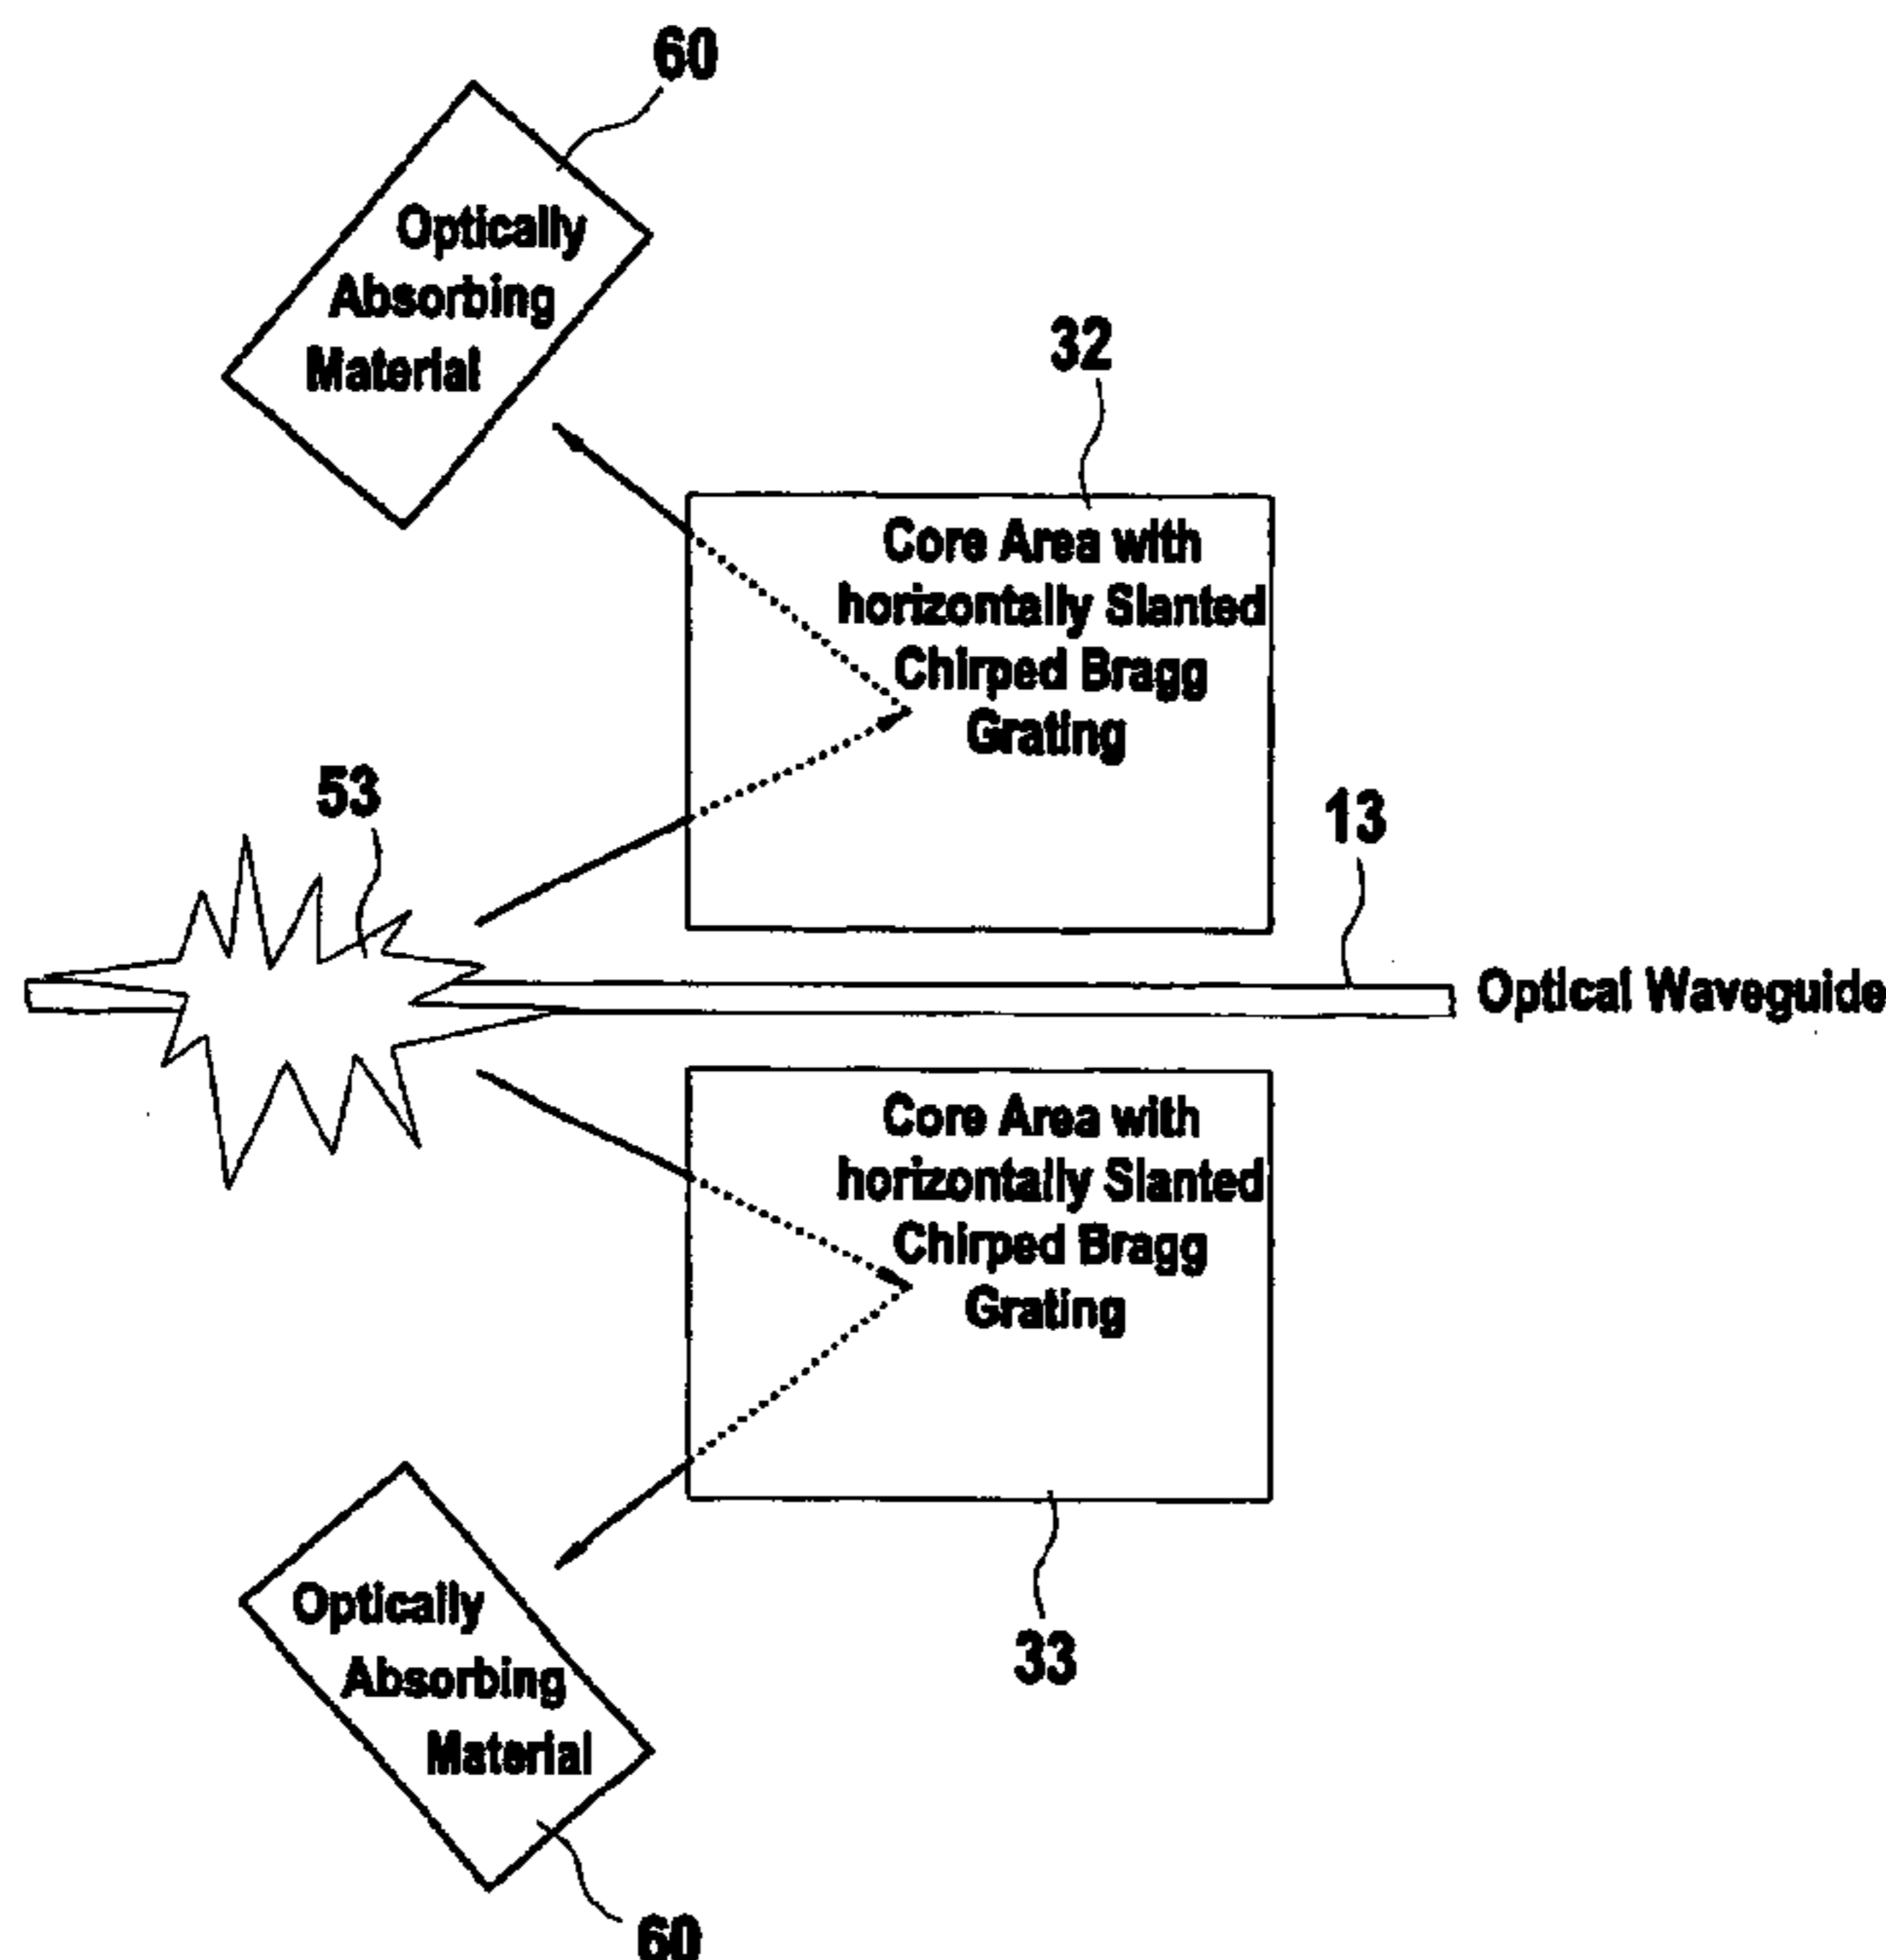 60
Optically
Absorbing
Material
32
Core Area with
horizontally Slanted
Chirped Bragg
Grating
53
13
Optical Waveguide
Core Area with
horizontally Slanted
Chirped Bragg
Grating
33
Optically
Absorbing
Material
60